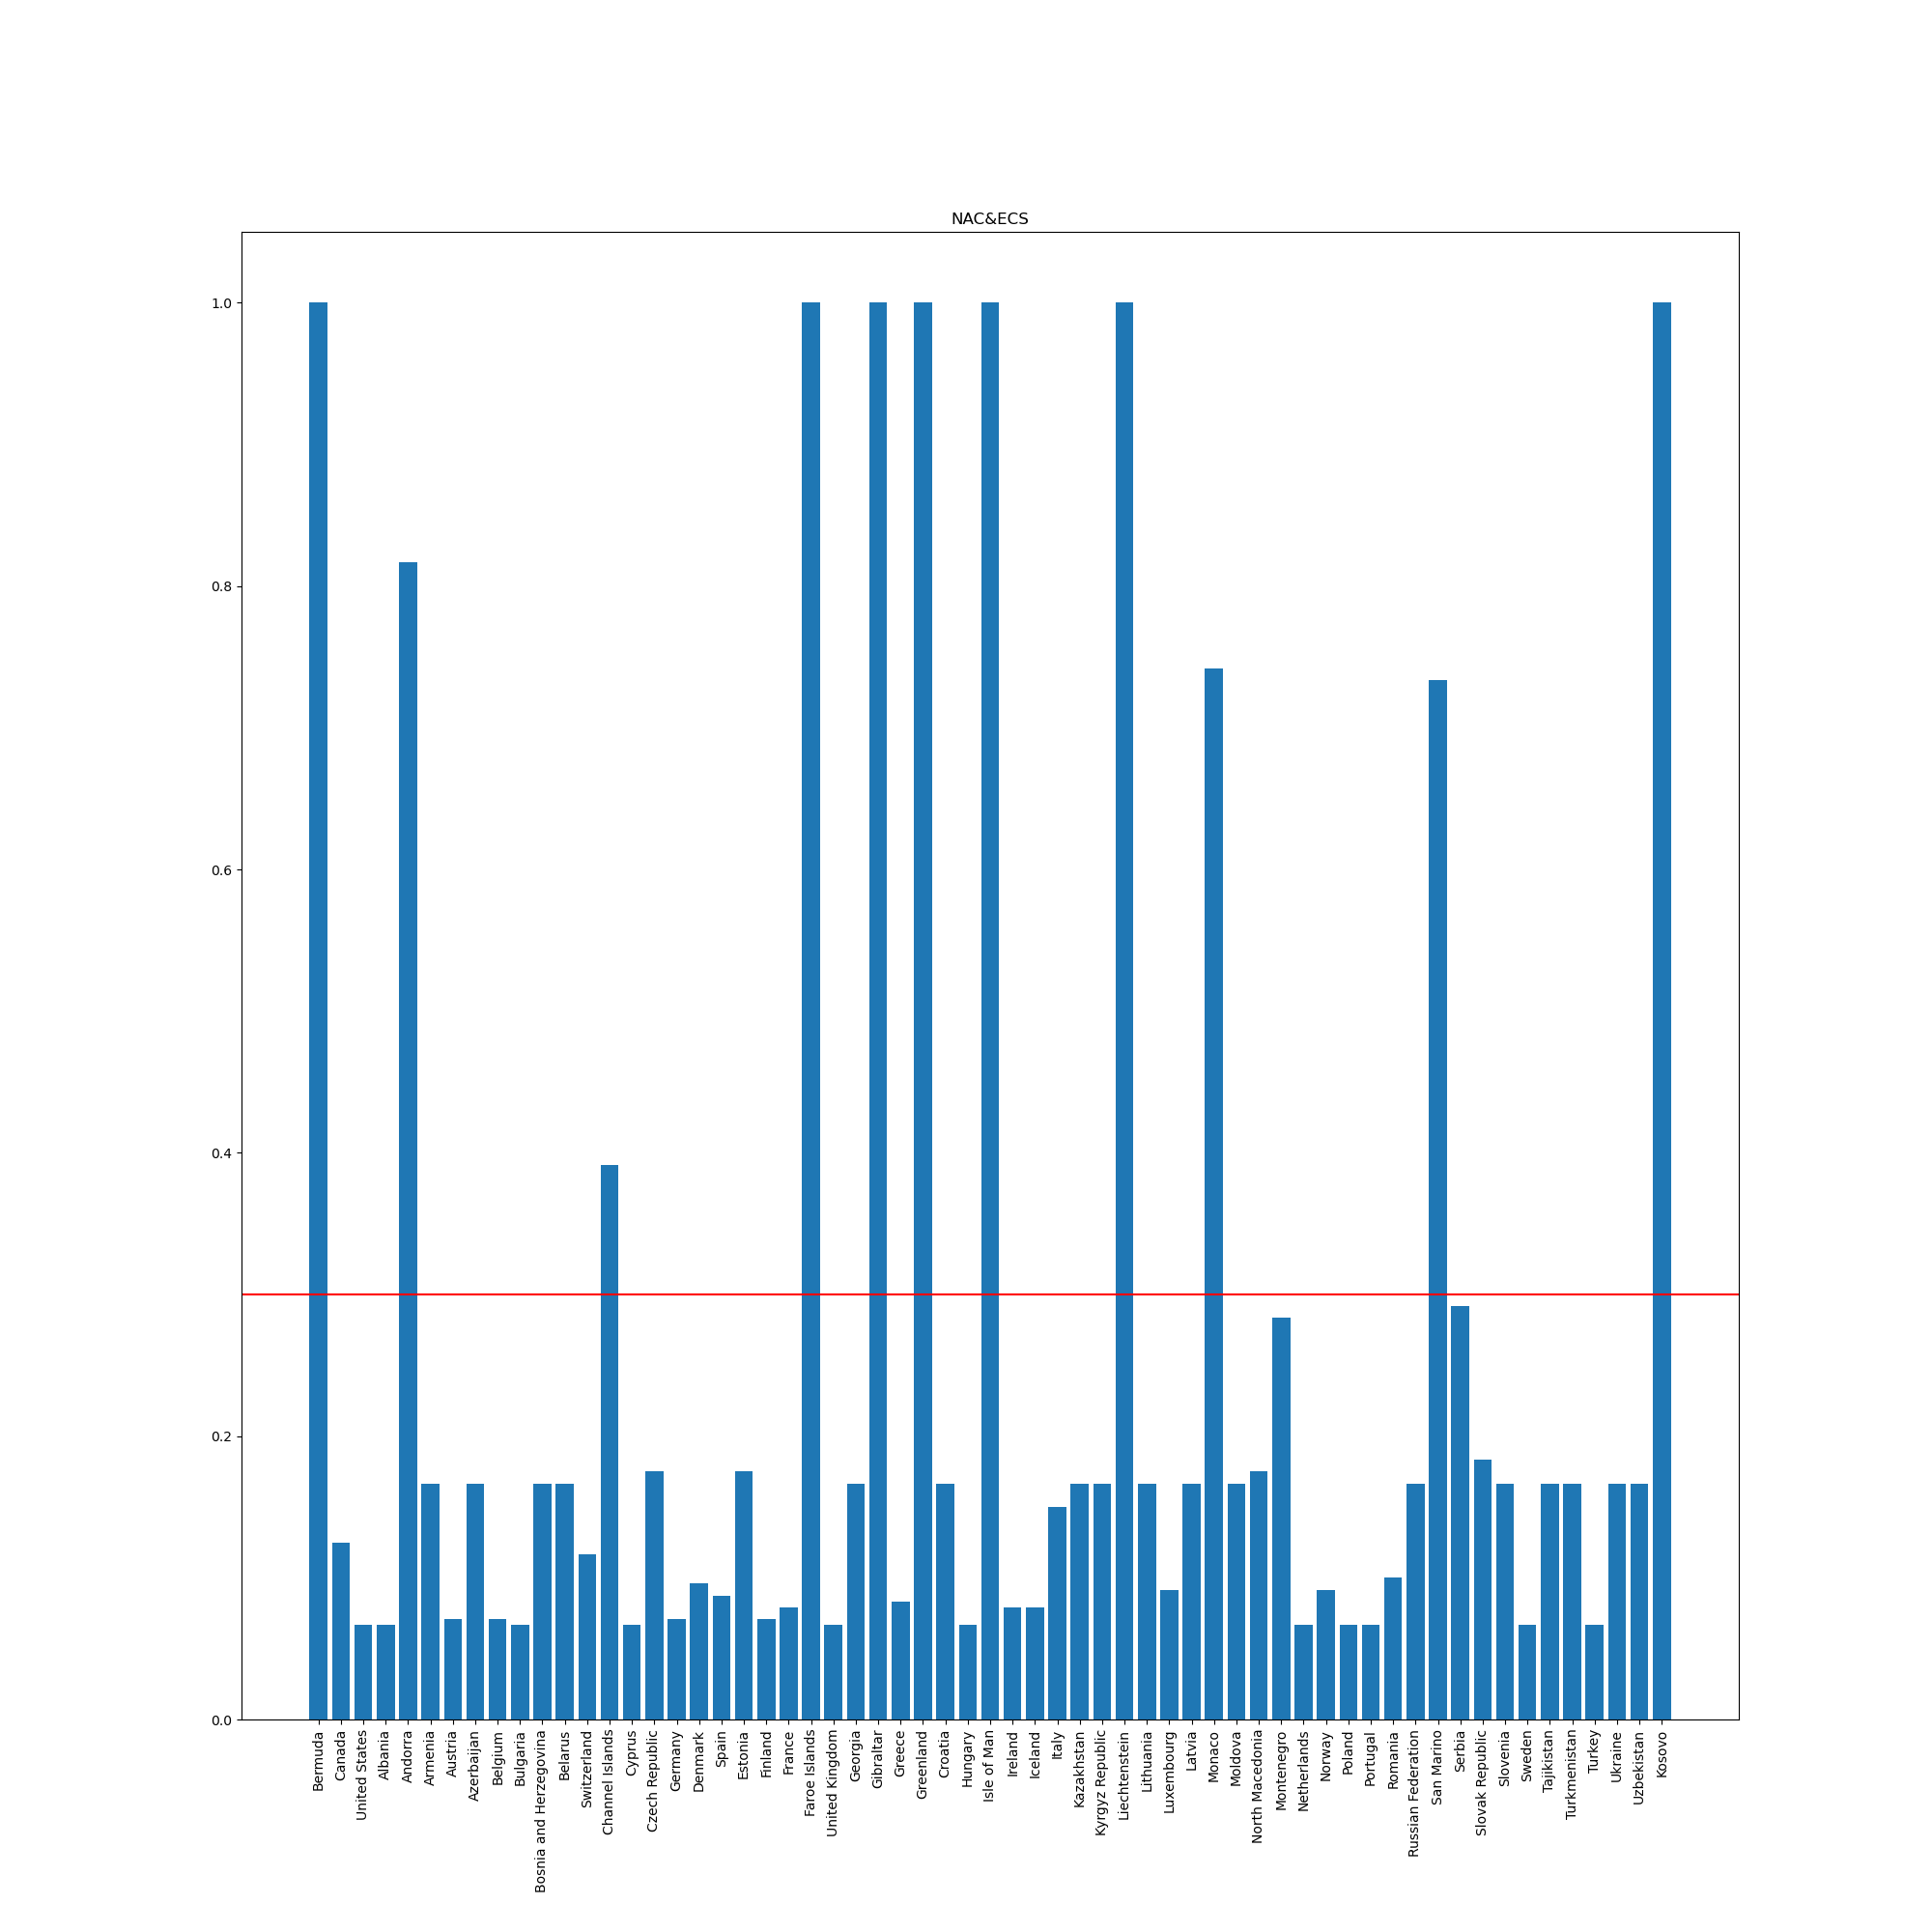 NAC&ECS
1.0
0.8
0.6
0.4
0.2
0.0
Bermuda
Canada
United States
Albania
Andorra
Armenia
Austria
Azerbaijan
Belgium
Bulgaria
Bosnia and Herzegovina
Belarus
Switzerland
Channel Islands
Cyprus
Czech Republic
Germany
Denmark
Spain
Estonia
Finland
France
Faroe Islands
United Kingdom
Georgia
Gibraltar
Greece
Greenland
Croatia
Hungary
Isle of Man
Ireland
Iceland
Italy
Kazakhstan
Kyrgyz Republic
Liechtenstein
Lithuania
Luxembourg
Latvia
Monaco
Moldova
North Macedonia
Montenegro
Netherlands
Norway
Poland
Portugal
Romania
Russian Federation
San Marino
Serbia
Slovak Republic
Slovenia
Sweden
Tajikistan
Turkmenistan
Turkey
Ukraine
Uzbekistan
Kosovo